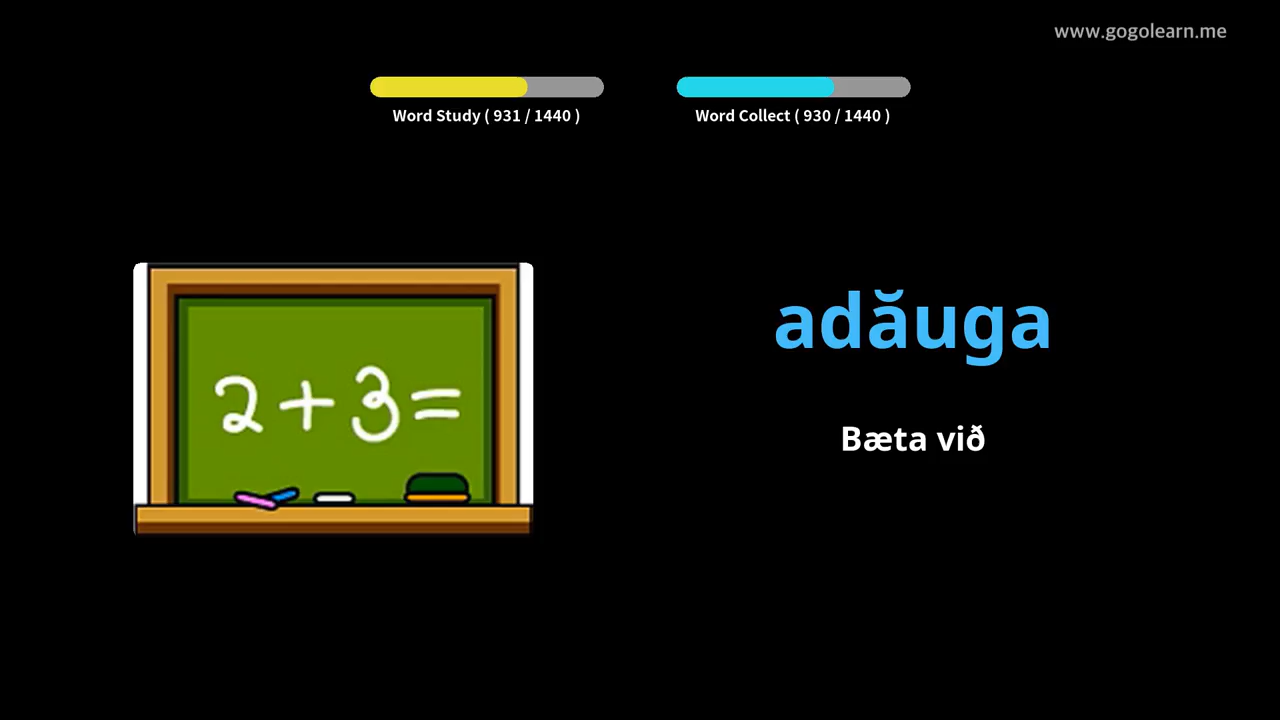 www.gogolearn.me
Word Study ( 931 / 1440 )
Word Collect ( 930 / 1440 )
2+3=
adăuga
Bæta við